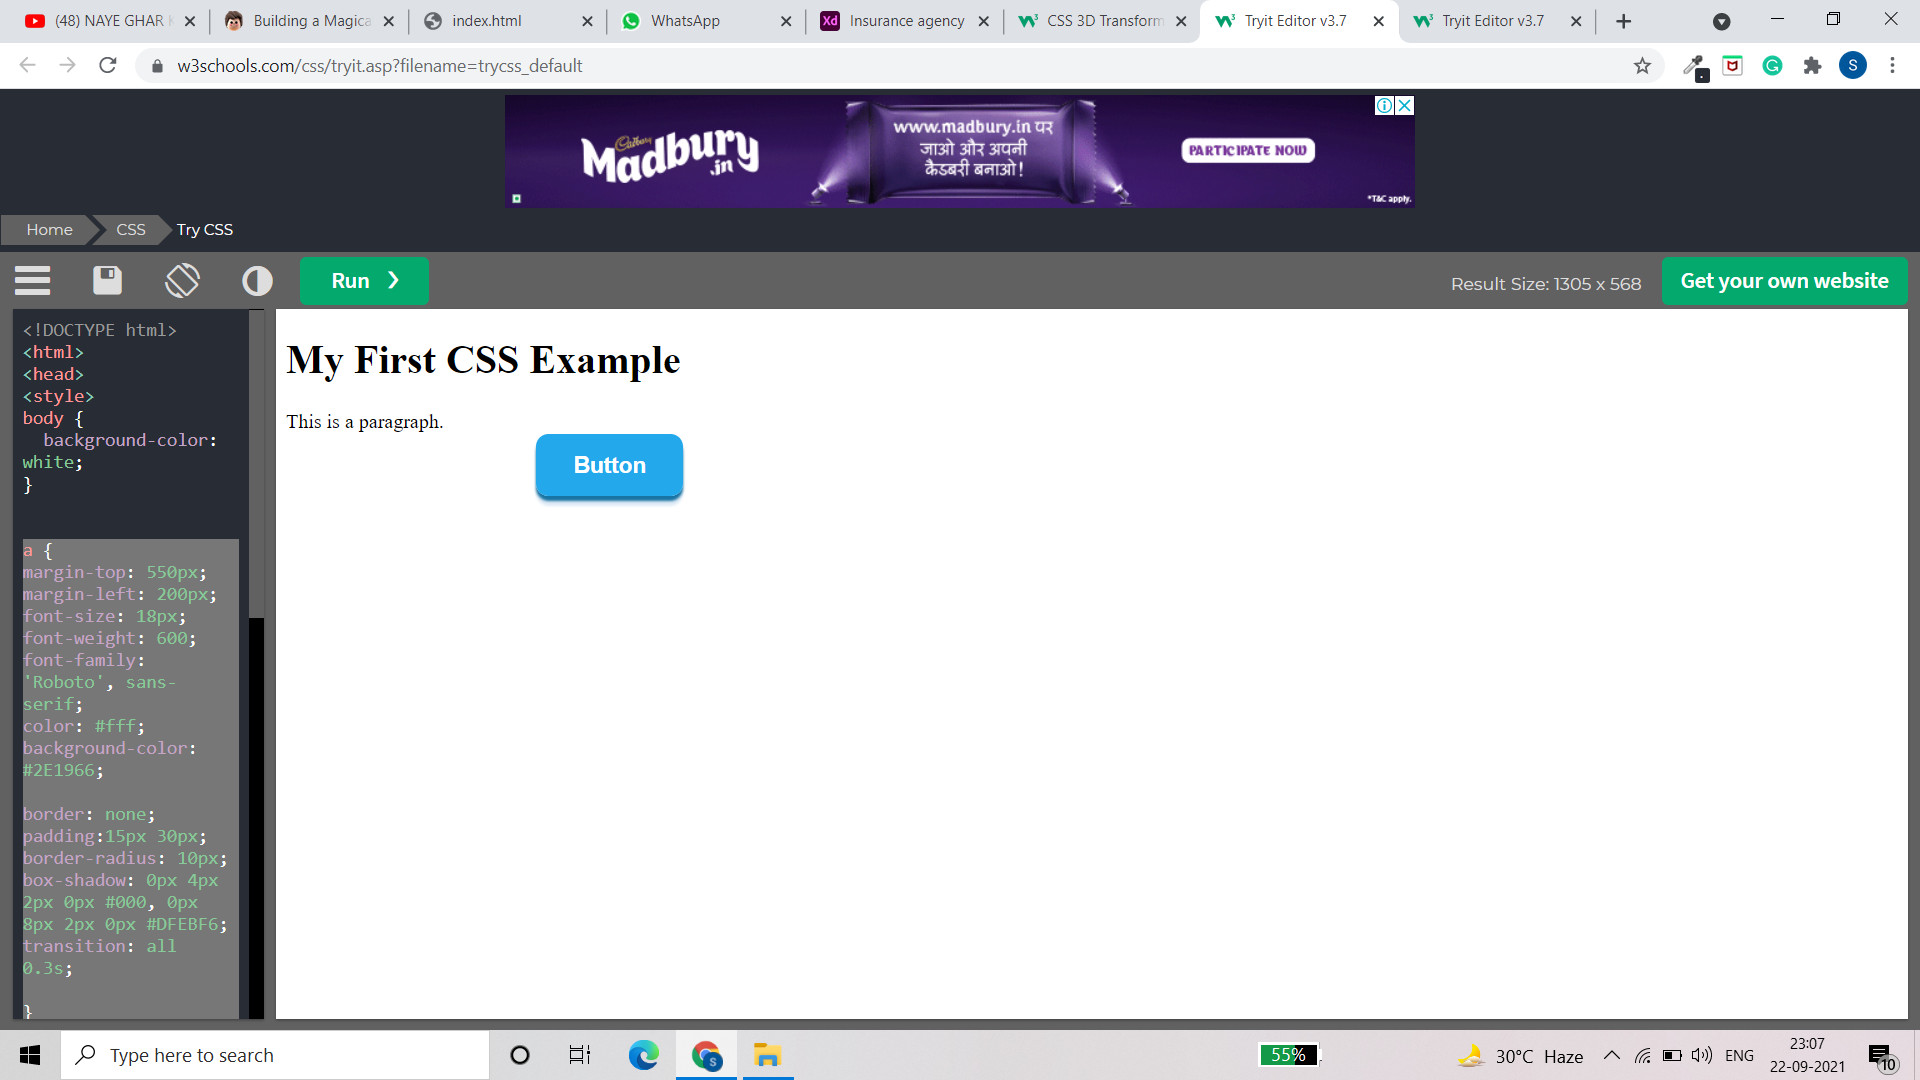 (48) NAYE GHAR
Building a Magica
index.html
WhatsApp
Xd
Insurance agency
CSS 3D Transform
Tryit Editor v3.7
Tryit Editor v3.7
w3schools.com/css/tryit.asp?filename=trycss_default
S
Cadbury
Madbury
.in
www.madbury.in पर
जाओ और अपनी
कैडबरी बनाओ!
PARTICIPATE NOW
*T&C apply.
Home
CSS
Try CSS
Run ❯
Result Size: 1305 x 568
Get your own website
<!DOCTYPE html>
<html>
<head>
<style>
body {
background-color:
white;
}
a {
margin-top: 550px;
margin-left: 200px;
font-size: 18px;
font-weight: 600;
font-family:
'Roboto', sans-
serif;
color: #fff;
background-color:
#2E1966;
border: none;
padding:15px 30px;
border-radius: 10px;
box-shadow: 0px 4px
2px 0px #000, 0px
8px 2px 0px #DFEBF6;
transition: all
0.3s;
}
My First CSS Example
This is a paragraph.
Button
Type here to search
S
55%
30°C Haze
ENG
23:07
22-09-2021
10